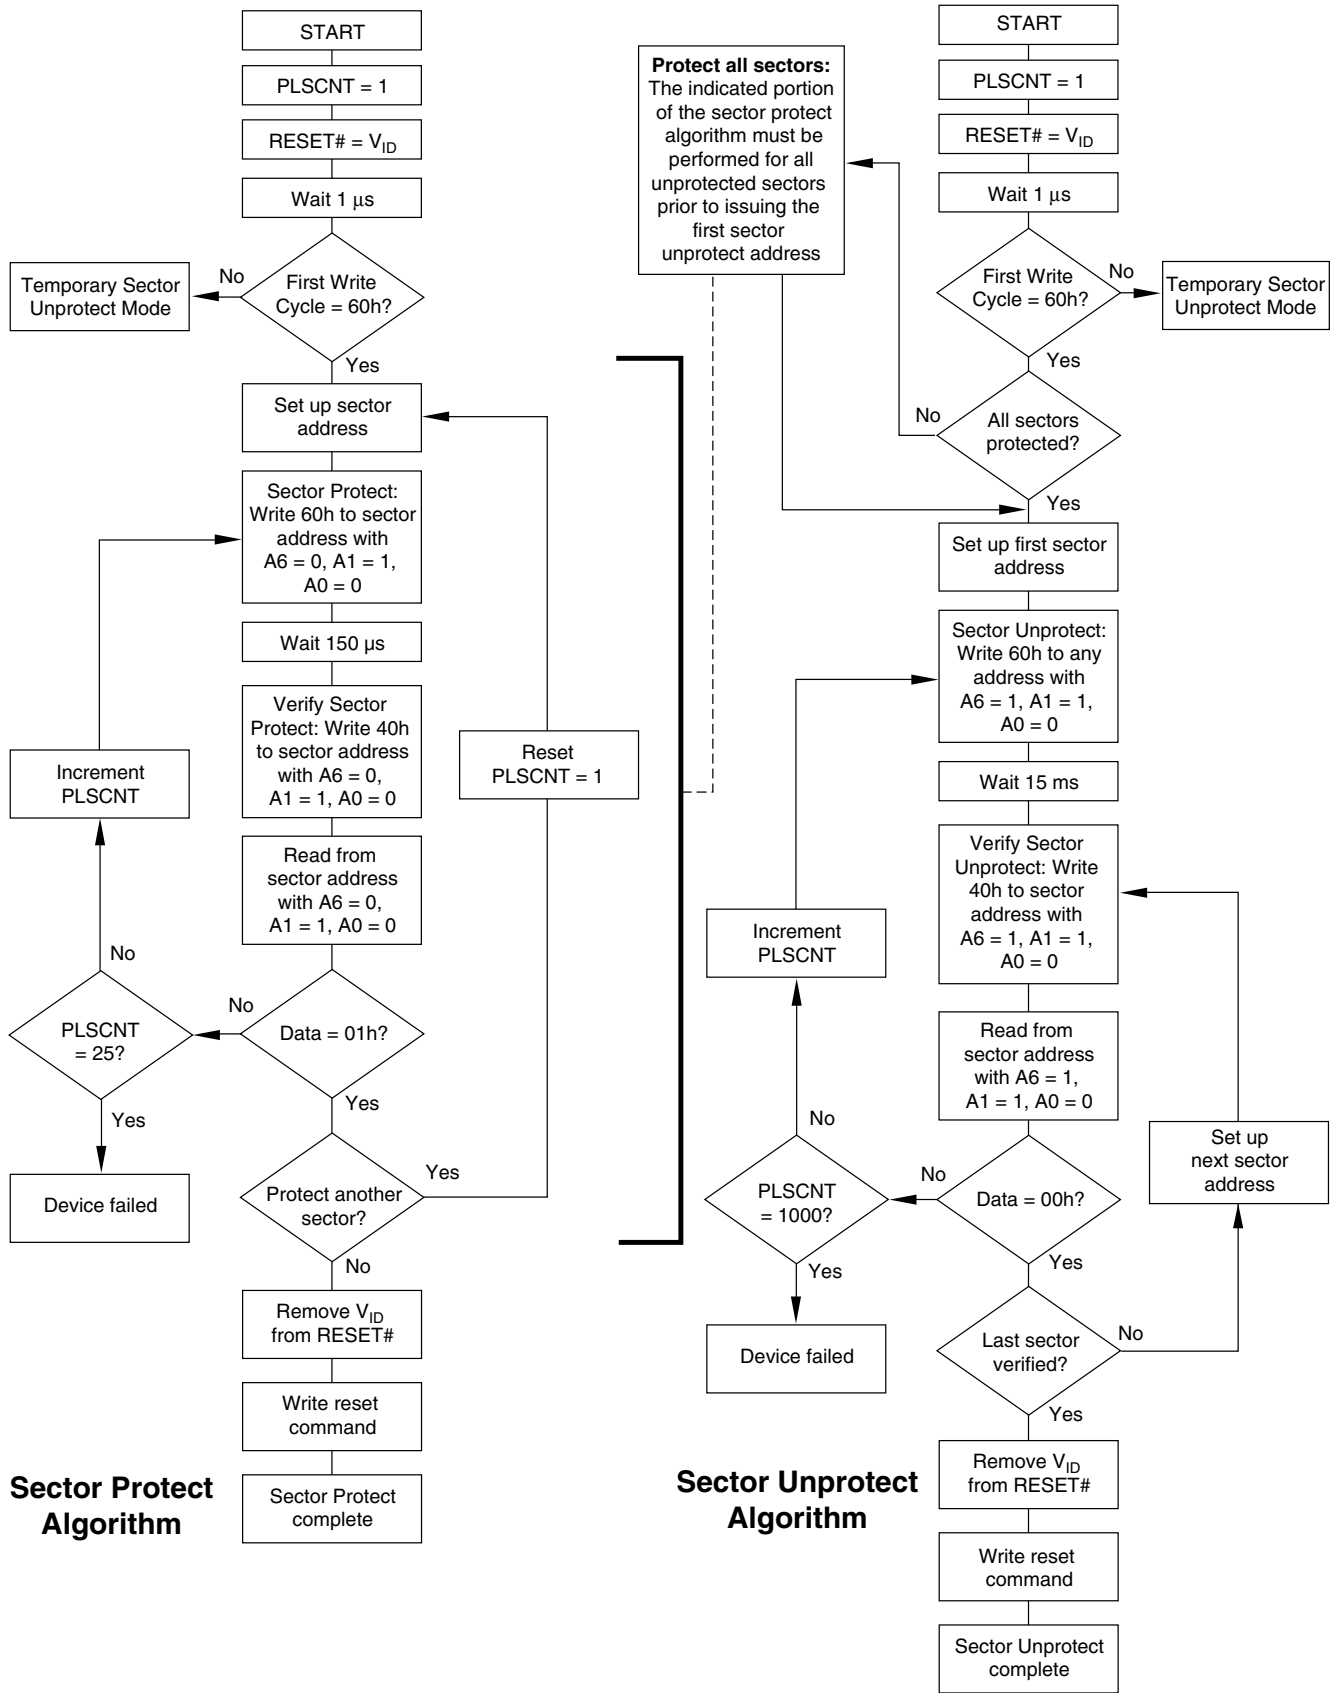 START
PLSCNT = 1
RESET# = VID
Wait 1 μs
First Write
Cycle = 60h?
No
Temporary Sector
Unprotect Mode
Yes
Set up sector
address
Sector Protect:
Write 60h to sector
address with
A6 = 0, A1 = 1,
A0 = 0
Wait 150 µs
Verify Sector
Protect: Write 40h
to sector address
with A6 = 0,
A1 = 1, A0 = 0
Reset
PLSCNT = 1
Increment
PLSCNT
Read from
sector address
with A6 = 0,
A1 = 1, A0 = 0
No
PLSCNT
= 25?
No
Data = 01h?
Yes
Yes
Device failed
Protect another
sector?
Yes
No
Remove VID
from RESET#
Write reset
command
Sector Protect
complete
Sector Protect
Algorithm
Protect all sectors:
The indicated portion
of the sector protect
algorithm must be
performed for all
unprotected sectors
prior to issuing the
first sector
unprotect address
START
PLSCNT = 1
RESET# = VID
Wait 1 μs
First Write
Cycle = 60h?
No
Temporary Sector
Unprotect Mode
Yes
No
All sectors
protected?
Yes
Set up first sector
address
Sector Unprotect:
Write 60h to any
address with
A6 = 1, A1 = 1,
A0 = 0
Wait 15 ms
Verify Sector
Unprotect: Write
40h to sector
address with
A6 = 1, A1 = 1,
A0 = 0
Increment
PLSCNT
Read from
sector address
with A6 = 1,
A1 = 1, A0 = 0
No
Set up
next sector
address
PLSCNT
= 1000?
No
Data = 00h?
Yes
Yes
Device failed
Last sector
verified?
No
Yes
Remove VID
from RESET#
Write reset
command
Sector Unprotect
complete
Sector Unprotect
Algorithm